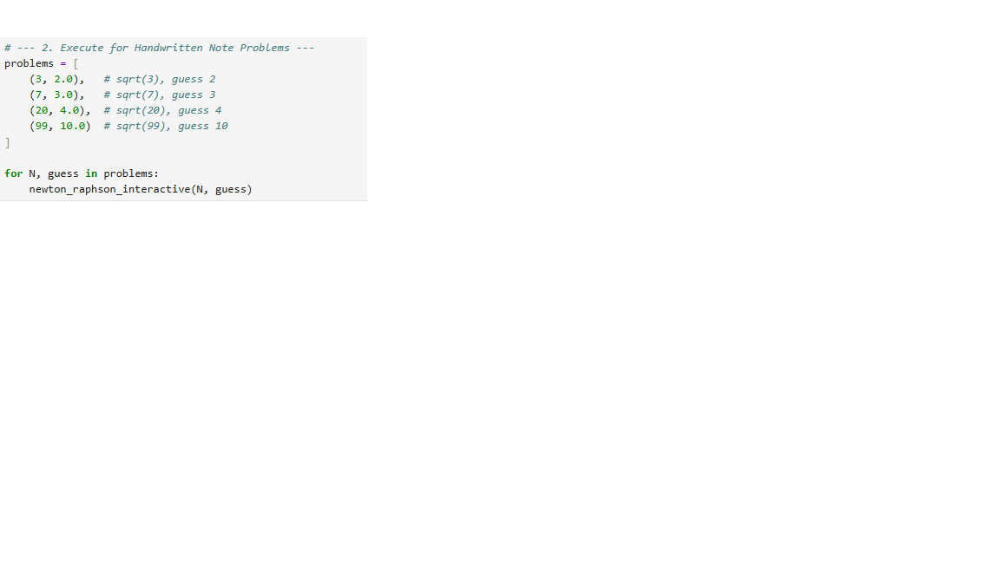 # --- 2. Execute for Handwritten Note Problems ---
problems = [
    (3, 2.0),   # sqrt(3), guess 2
    (7, 3.0),   # sqrt(7), guess 3
    (20, 4.0),  # sqrt(20), guess 4
    (99, 10.0)  # sqrt(99), guess 10
]
for N, guess in problems:
    newton_raphson_interactive(N, guess)